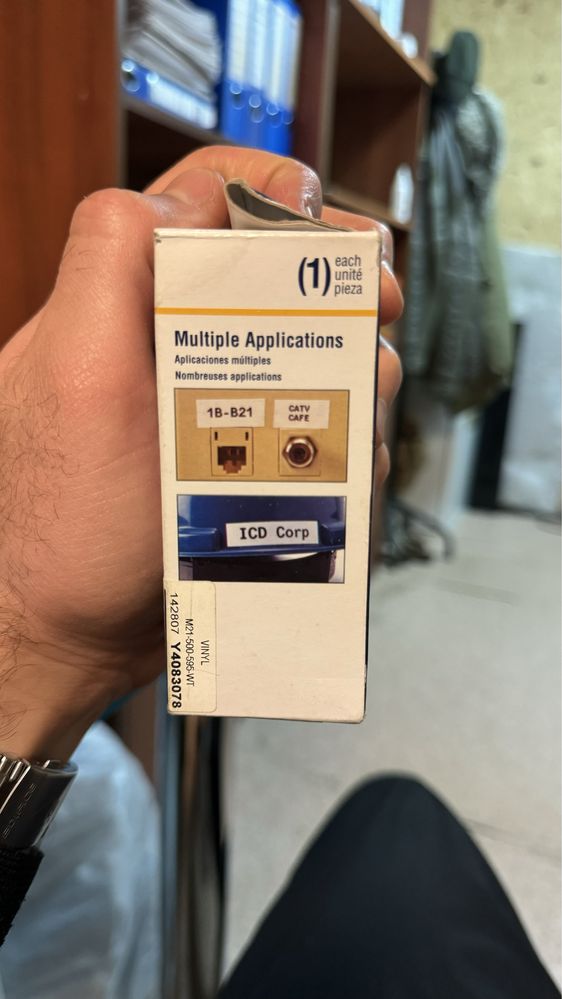 (1) each
unité
pieza
Multiple Applications
Aplicaciones múltiples
Nombreuses applications
1B-B21
CATV
CAFE
ICD Corp
VINYL
M21-500-595-WT
142807 Y4083078